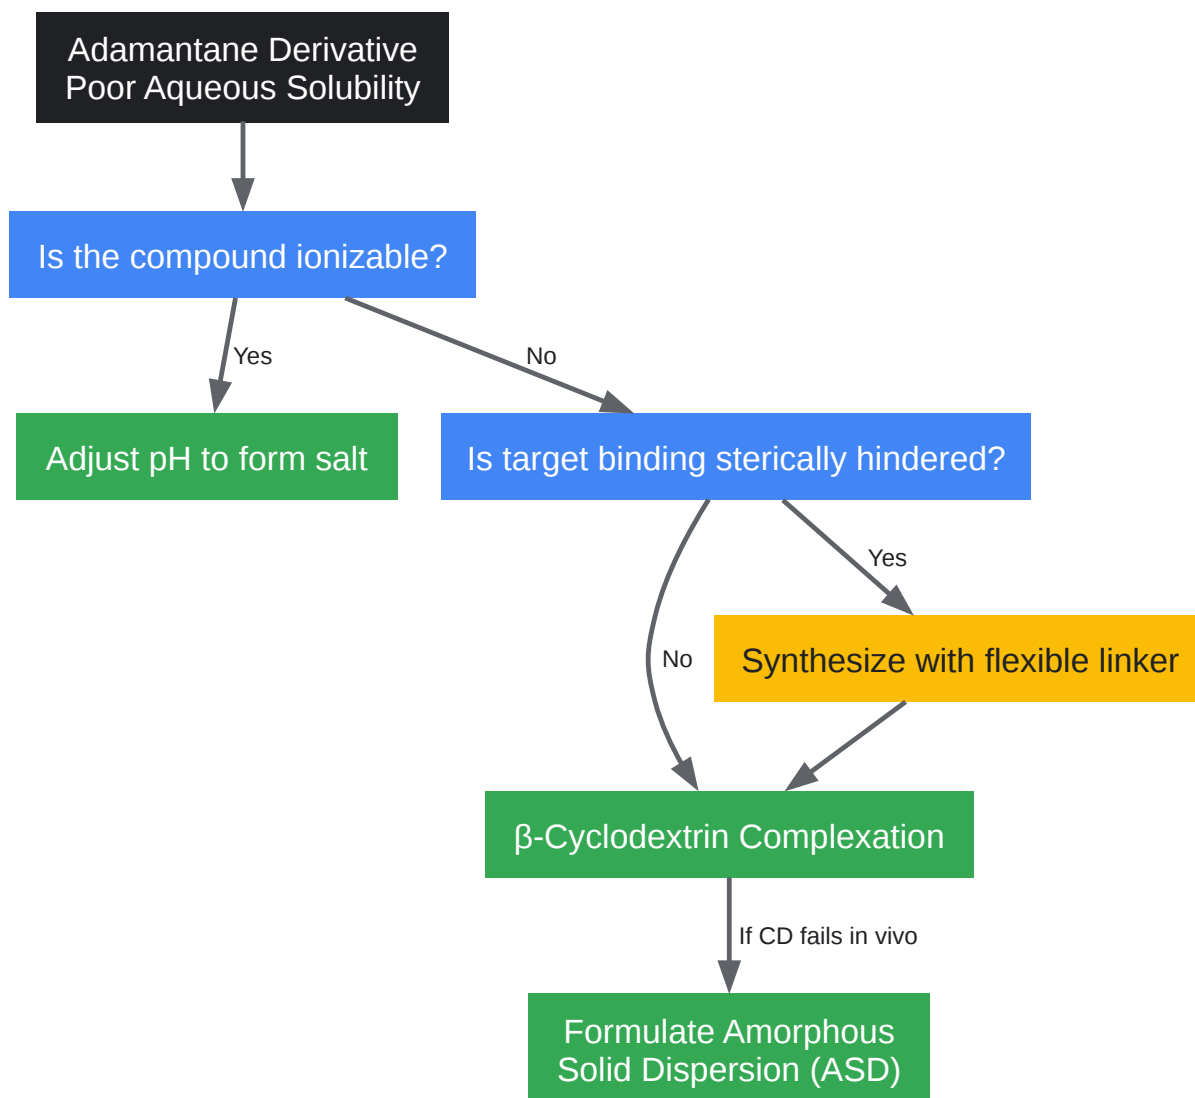 Adamantane Derivative
Poor Aqueous Solubility
Is the compound ionizable?
Yes
No
Adjust pH to form salt
Is target binding sterically hindered?
Yes
No
Synthesize with flexible linker
β-Cyclodextrin Complexation
If CD fails in vivo
Formulate Amorphous
Solid Dispersion (ASD)